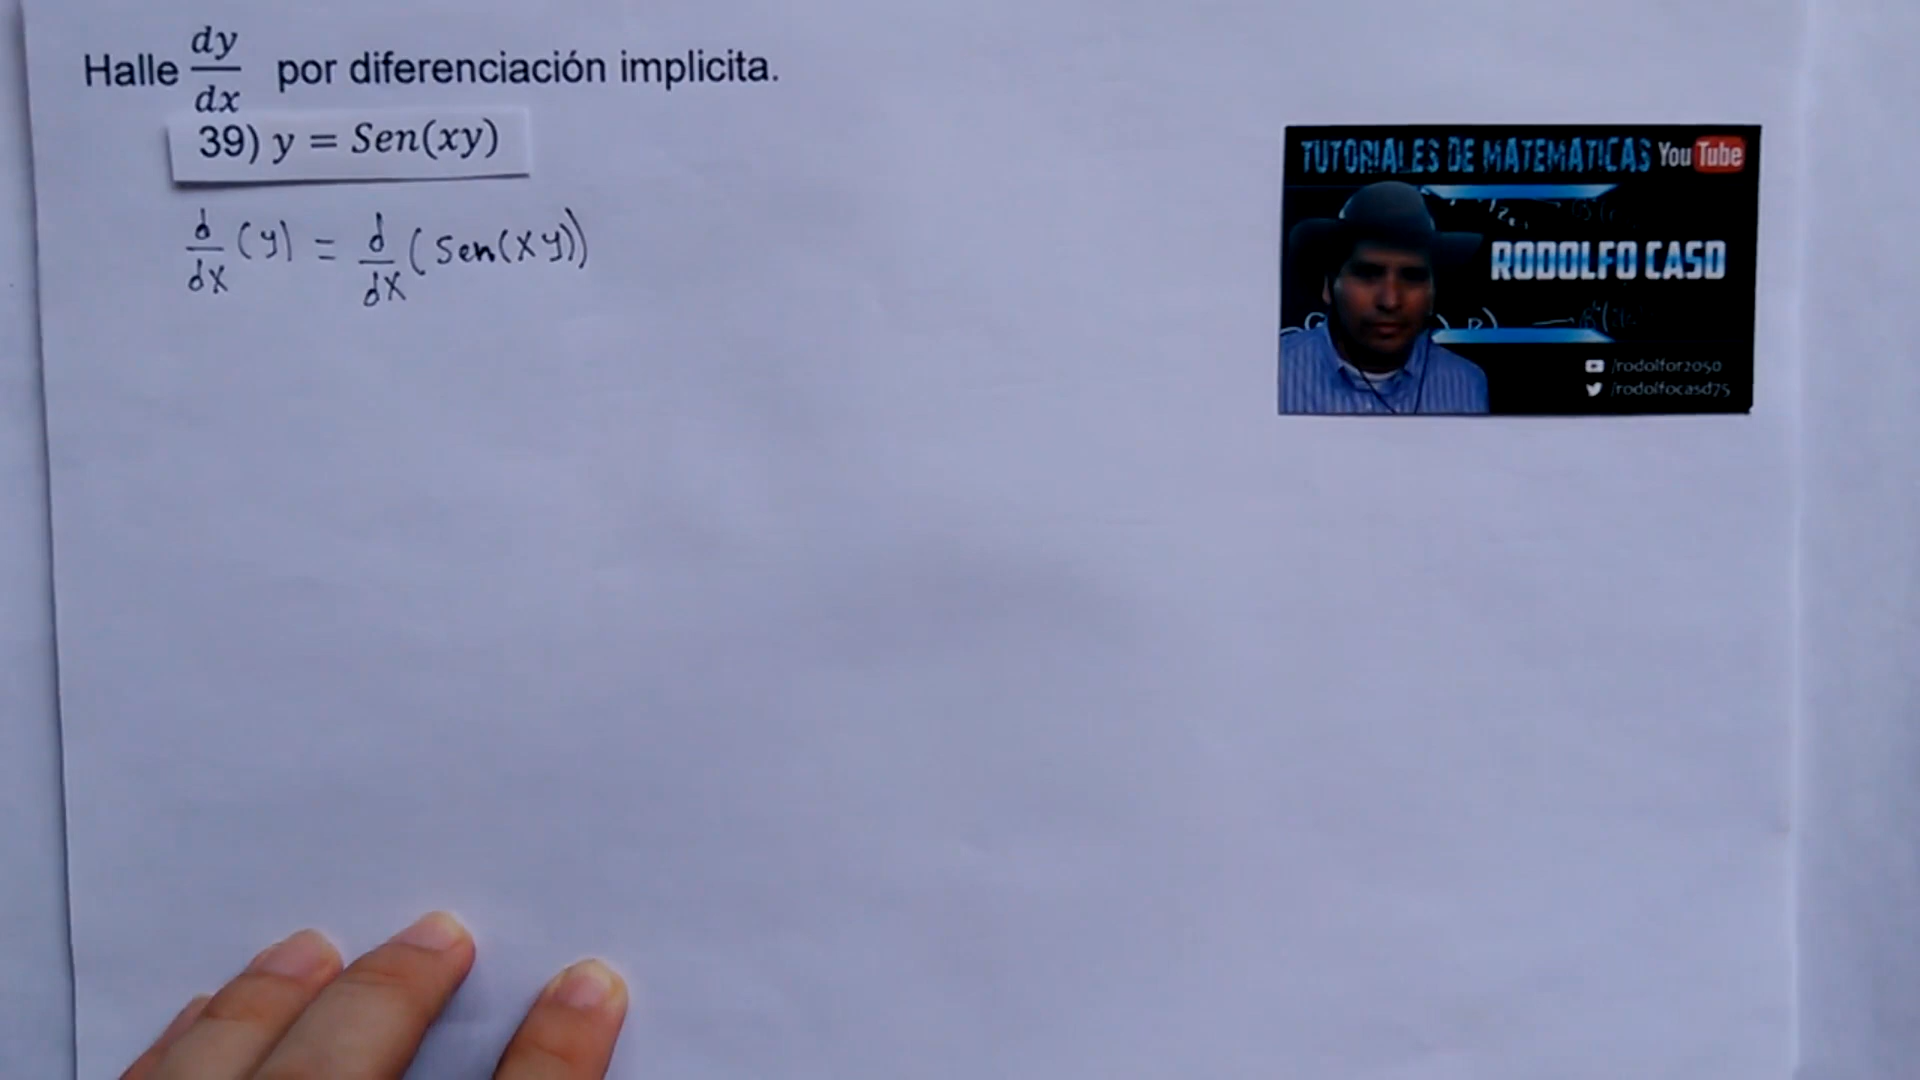 Halle dy/dx por diferenciación implicita.
39) y = Sen(xy)
d/dx (y) = d/dx (Sen(xy))
TUTORIALES DE MATEMATICAS YouTube
RODOLFO CASD
/rodolfor2050
/rodolfocasd75